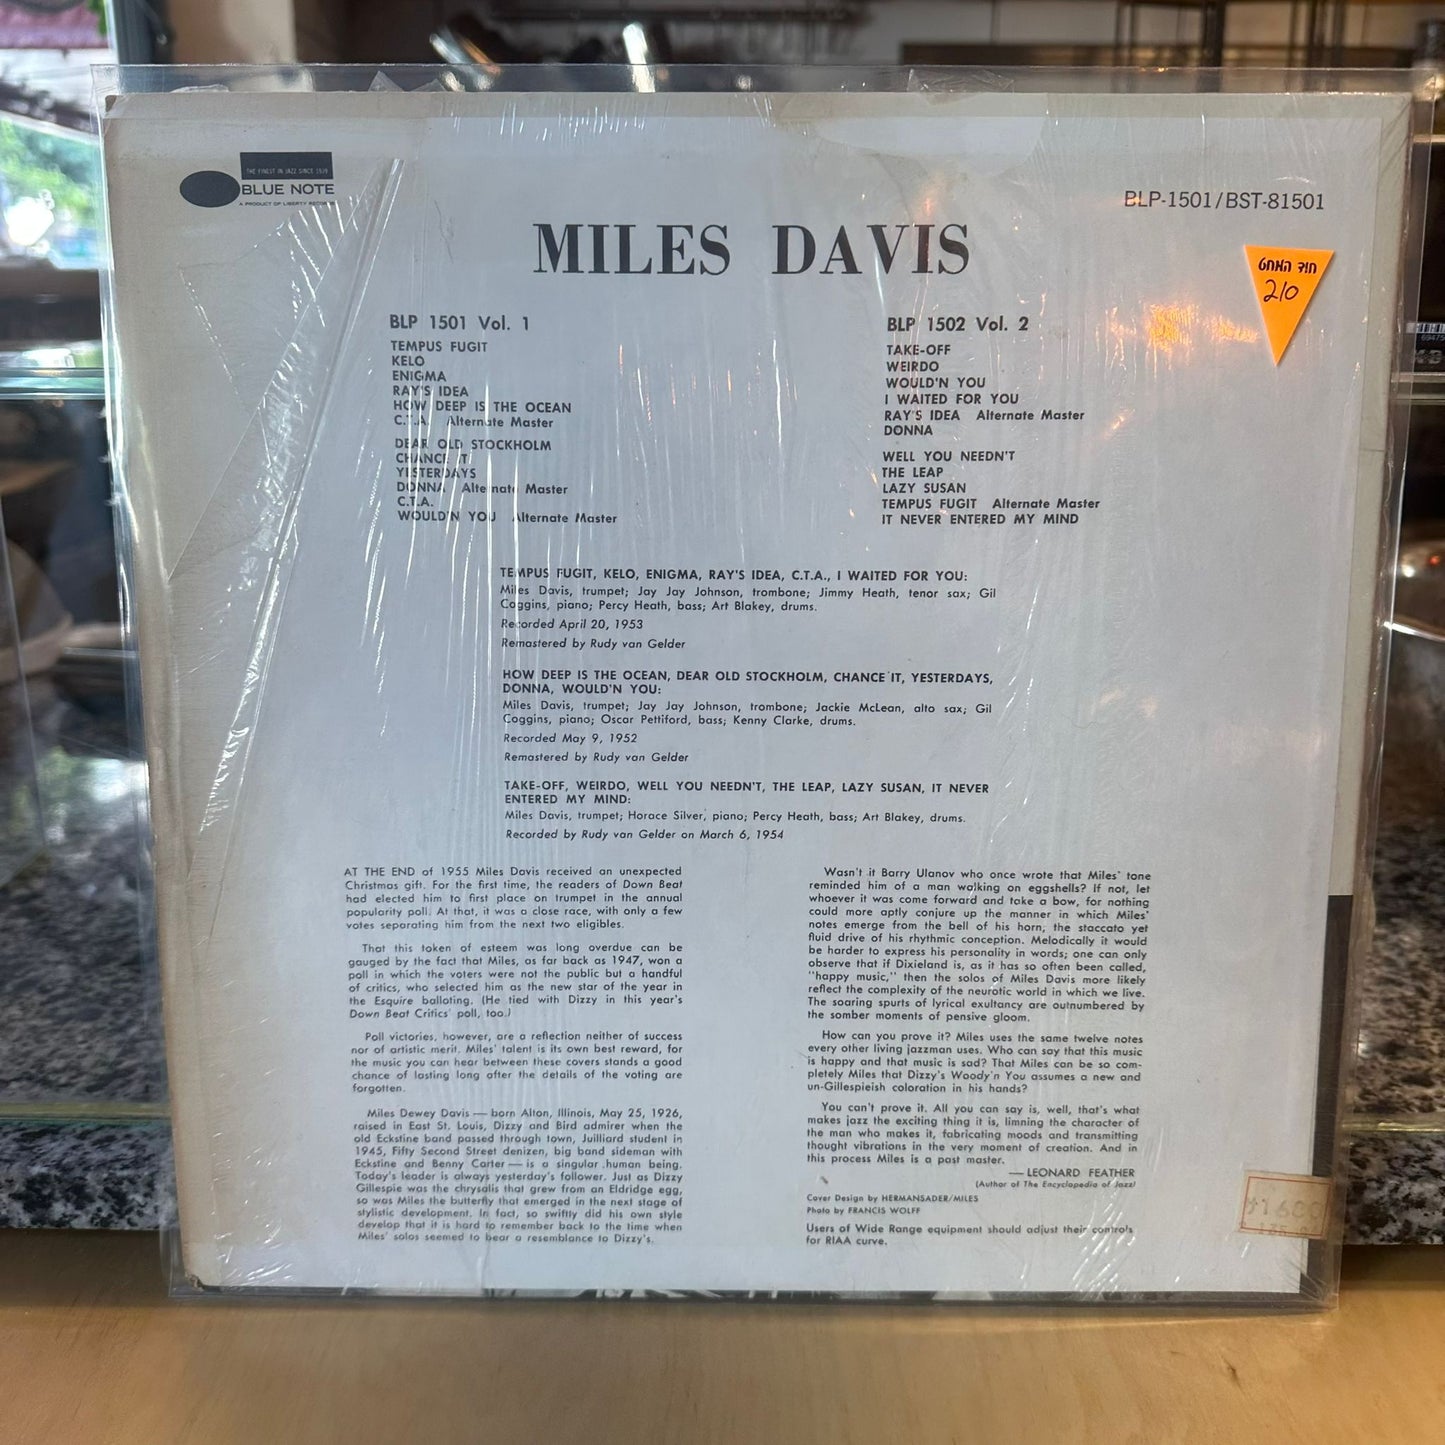 THE FINEST IN JAZZ SINCE 1939
BLUE NOTE
A PRODUCT OF LIBERTY RECORDS
BLP-1501/BST-81501
MILES DAVIS
חוד המחט
210
BLP 1501 Vol. 1
TEMPUS FUGIT
KELO
ENIGMA
RAY'S IDEA
HOW DEEP IS THE OCEAN
C.T.A. Alternate Master
DEAR OLD STOCKHOLM
CHANCE IT
YESTERDAYS
DONNA Alternate Master
C.T.A.
WOULD'N YOU Alternate Master
BLP 1502 Vol. 2
TAKE-OFF
WEIRDO
WOULD'N YOU
I WAITED FOR YOU
RAY'S IDEA Alternate Master
DONNA
WELL YOU NEEDN'T
THE LEAP
LAZY SUSAN
TEMPUS FUGIT Alternate Master
IT NEVER ENTERED MY MIND
TEMPUS FUGIT, KELO, ENIGMA, RAY'S IDEA, C.T.A., I WAITED FOR YOU:
Miles Davis, trumpet; Jay Jay Johnson, trombone; Jimmy Heath, tenor sax; Gil
Coggins, piano; Percy Heath, bass; Art Blakey, drums.
Recorded April 20, 1953
Remastered by Rudy van Gelder
HOW DEEP IS THE OCEAN, DEAR OLD STOCKHOLM, CHANCE IT, YESTERDAYS,
DONNA, WOULD'N YOU:
Miles Davis, trumpet; Jay Jay Johnson, trombone; Jackie McLean, alto sax; Gil
Coggins, piano; Oscar Pettiford, bass; Kenny Clarke, drums.
Recorded May 9, 1952
Remastered by Rudy van Gelder
TAKE-OFF, WEIRDO, WELL YOU NEEDN'T, THE LEAP, LAZY SUSAN, IT NEVER
ENTERED MY MIND:
Miles Davis, trumpet; Horace Silver, piano; Percy Heath, bass; Art Blakey, drums.
Recorded by Rudy van Gelder on March 6, 1954
AT THE END of 1955 Miles Davis received an unexpected
Christmas gift. For the first time, the readers of Down Beat
had elected him to first place on trumpet in the annual
popularity poll. At that, it was a close race, with only a few
votes separating him from the next two eligibles.
That this token of esteem was long overdue can be
gauged by the fact that Miles, as far back as 1947, won a
poll in which the voters were not the public but a handful
of critics, who selected him as the new star of the year in
the Esquire balloting. (He tied with Dizzy in this year's
Down Beat Critics' poll, too.)
Poll victories, however, are a reflection neither of success
nor of artistic merit. Miles' talent is its own best reward, for
the music you can hear between these covers stands a good
chance of lasting long after the details of the voting are
forgotten.
Miles Dewey Davis — born Alton, Illinois, May 25, 1926,
raised in East St. Louis, Dizzy and Bird admirer when the
old Eckstine band passed through town, Juilliard student in
1945, Fifty Second Street denizen, big band sideman with
Eckstine and Benny Carter — is a singular human being.
Today's leader is always yesterday's follower. Just as Dizzy
Gillespie was the chrysalis that grew from an Eldridge egg,
so was Miles the butterfly that emerged in the next stage of
stylistic development. In fact, so swiftly did his own style
develop that it is hard to remember back to the time when
Miles' solos seemed to bear a resemblance to Dizzy's.
Wasn't it Barry Ulanov who once wrote that Miles' tone
reminded him of a man walking on eggshells? If not, let
whoever it was come forward and take a bow, for nothing
could more aptly conjure up the manner in which Miles'
notes emerge from the bell of his horn, the staccato yet
fluid drive of his rhythmic conception. Melodically it would
be harder to express his personality in words; one can only
observe that if Dixieland is, as it has so often been called,
"happy music," then the solos of Miles Davis more likely
reflect the complexity of the neurotic world in which we live.
The soaring spurts of lyrical exultancy are outnumbered by
the somber moments of pensive gloom.
How can you prove it? Miles uses the same twelve notes
every other living jazzman uses. Who can say that this music
is happy and that music is sad? That Miles can be so com-
pletely Miles that Dizzy's Woody'n You assumes a new and
un-Gillespieish coloration in his hands?
You can't prove it. All you can say is, well, that's what
makes jazz the exciting thing it is, limning the character of
the man who makes it, fabricating moods and transmitting
thought vibrations in the very moment of creation. And in
this process Miles is a past master.
— LEONARD FEATHER
(Author of The Encyclopedia of Jazz)
Cover Design by HERMANSADER/MILES
Photo by FRANCIS WOLFF
Users of Wide Range equipment should adjust their controls
for RIAA curve.